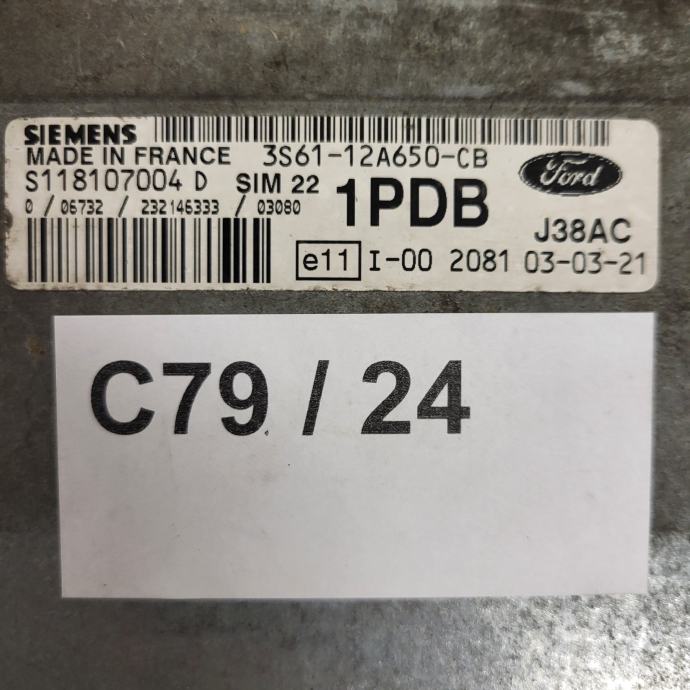 SIEMENS
MADE IN FRANCE 3S61-12A650-CB
S118107004 D SIM 22 1PDB Ford
0 / 06732 / 232146333 / 03080
J38AC
e11 I-00 2081 03-03-21
C79 / 24